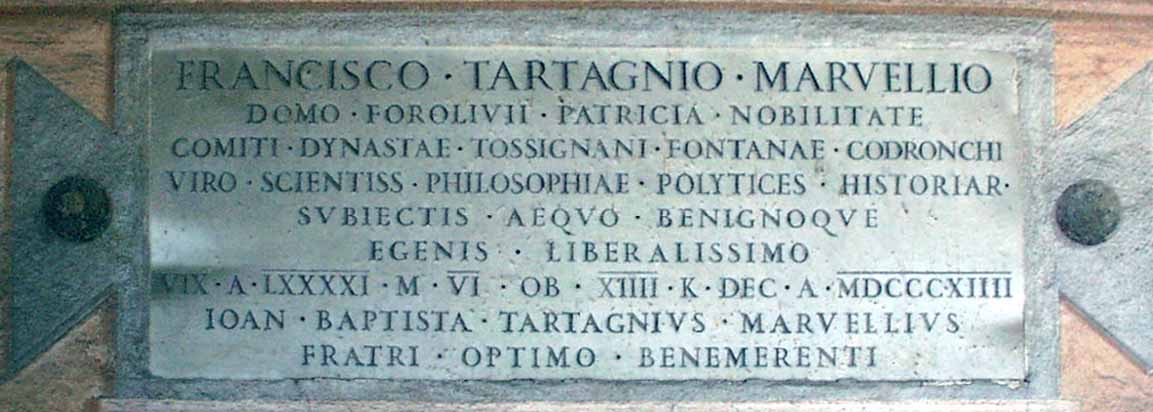 FRANCISCO · TARTAGNIO · MARVELLIO
DOMO · FOROLIVII · PATRICIA · NOBILITATE
COMITI · DYNASTAE · TOSSIGNANI · FONTANAE · CODRONCHI
VIRO · SCIENTISS · PHILOSOPHIAE · POLYTICES · HISTORIAR·
SVBIECTIS · AEQVO · BENIGNOQVE
EGENIS · LIBERALISSIMO
VIX · A · LXXXXI · M · VI · OB · XIIII · K · DEC · A · MDCCCXIIII
IOAN · BAPTISTA · TARTAGNIVS · MARVELLIVS
FRATRI · OPTIMO · BENEMERENTI